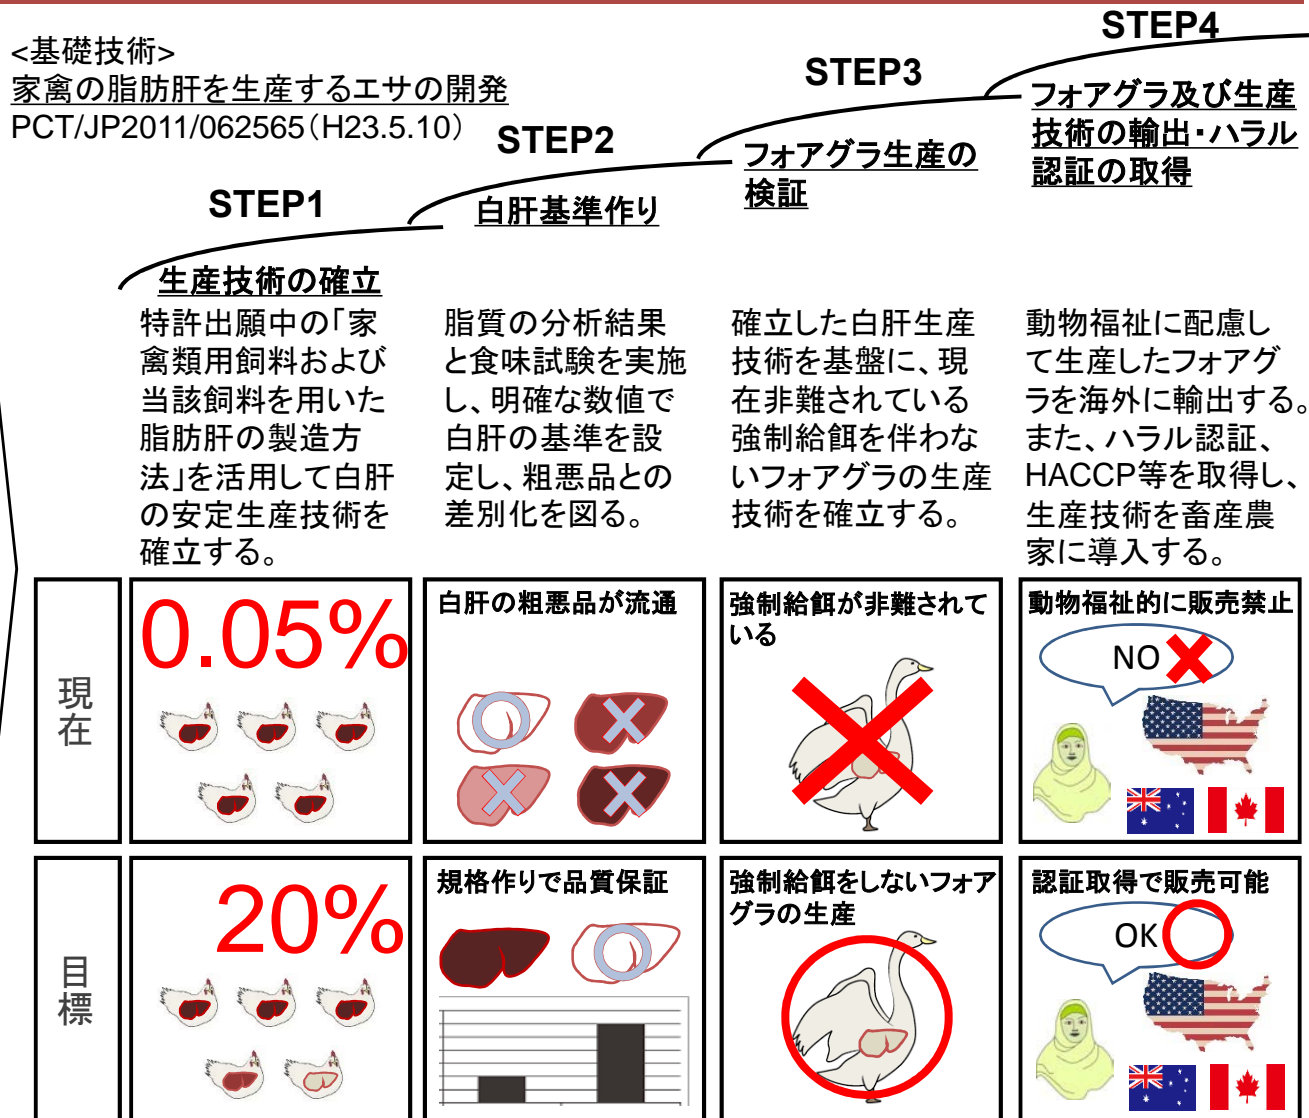 <基礎技術>
家禽の脂肪肝を生産するエサの開発
PCT/JP2011/062565（H23.5.10）
STEP1
生産技術の確立
特許出願中の「家
禽類用飼料および
当該飼料を用いた
脂肪肝の製造方
法」を活用して白肝
の安定生産技術を
確立する。
STEP2
白肝基準作り
脂質の分析結果
と食味試験を実施
し、明確な数値で
白肝の基準を設
定し、粗悪品との
差別化を図る。
STEP3
フォアグラ生産の
検証
確立した白肝生産
技術を基盤に、現
在非難されている
強制給餌を伴わな
いフォアグラの生産
技術を確立する。
STEP4
フォアグラ及び生産
技術の輸出・ハラル
認証の取得
動物福祉に配慮し
て生産したフォアグ
ラを海外に輸出する。
また、ハラル認証、
HACCP等を取得し、
生産技術を畜産農
家に導入する。
現在
0.05%
白肝の粗悪品が流通
強制給餌が非難されて
いる
動物福祉的に販売禁止
NO
目標
20%
規格作りで品質保証
強制給餌をしないフォア
グラの生産
認証取得で販売可能
OK